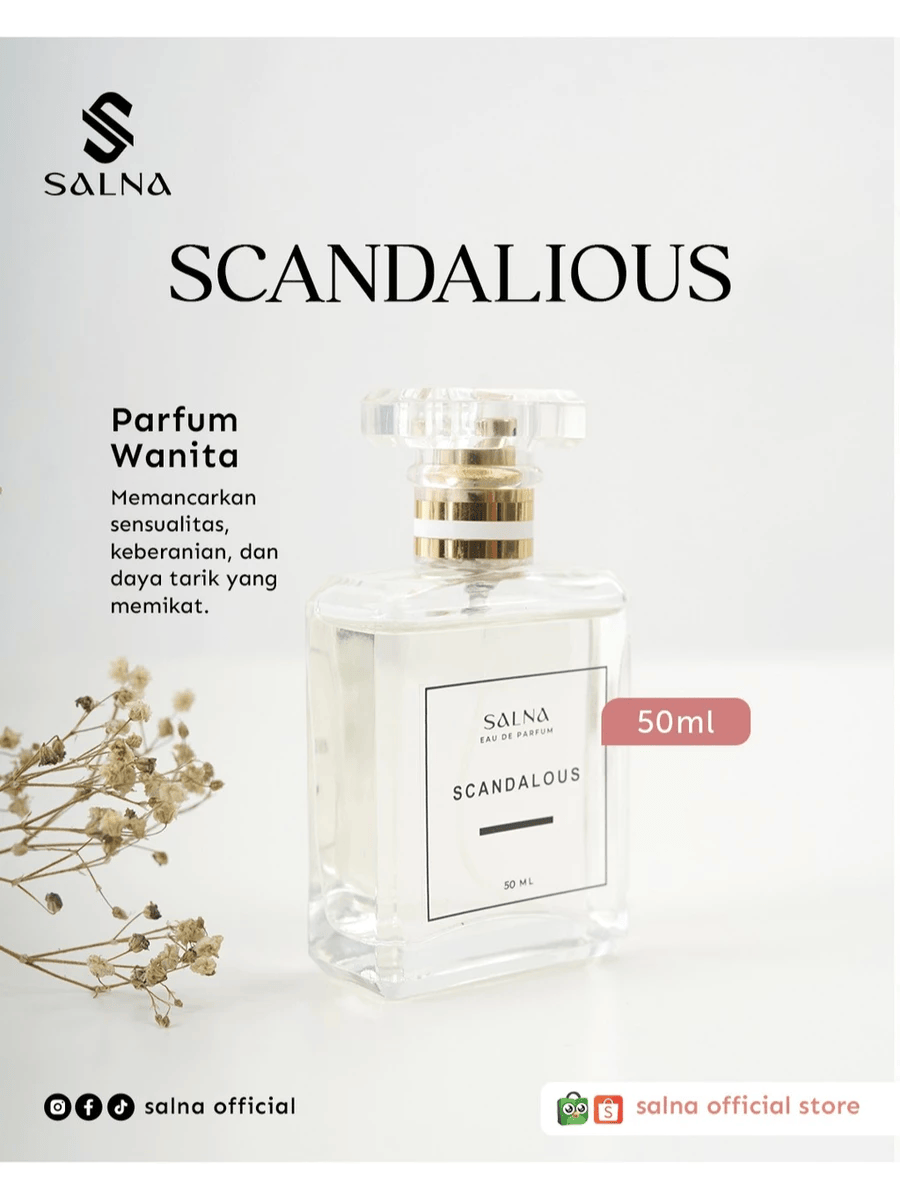 SALNA
SCANDALIOUS
Parfum
Wanita
Memancarkan
sensualitas,
keberanian, dan
daya tarik yang
memikat.
50ml
SALNA
EAU DE PARFUM
SCANDALOUS
50 ML
salna official
salna official store